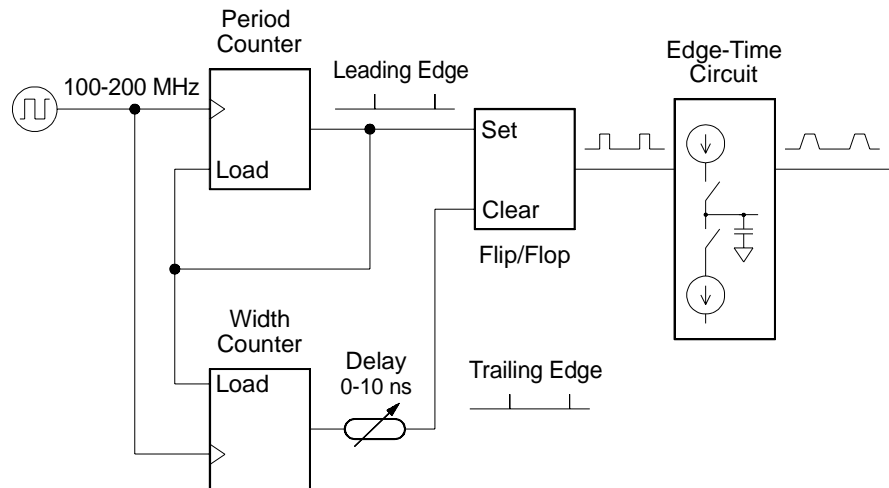 Period
Counter
100-200 MHz
Load
Leading Edge
Set
Clear
Flip/Flop
Edge-Time
Circuit
Width
Counter
Load
Delay
0-10 ns
Trailing Edge